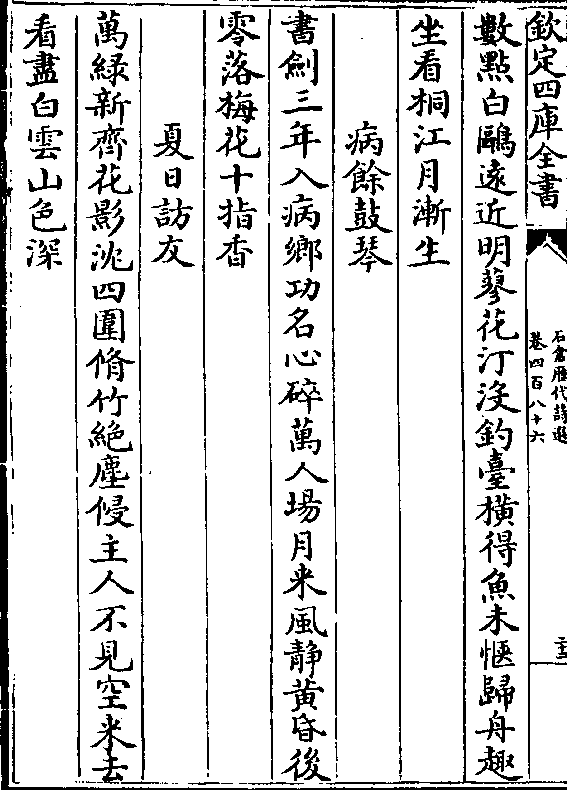 欽定四庫全書
石倉歷代詩選
卷四百八十六
數點白鷗遠近明蓼花汀沒釣臺橫得魚未愜歸舟趣
坐看桐江月漸生
病餘鼓琴
書劍三年入病鄉功名心碎萬人場月來風静黄昏後
零落梅花十指香
夏日訪友
萬緑新齊花影沈四圍脩竹絶塵侵主人不見空來去
看盡白雲山色深